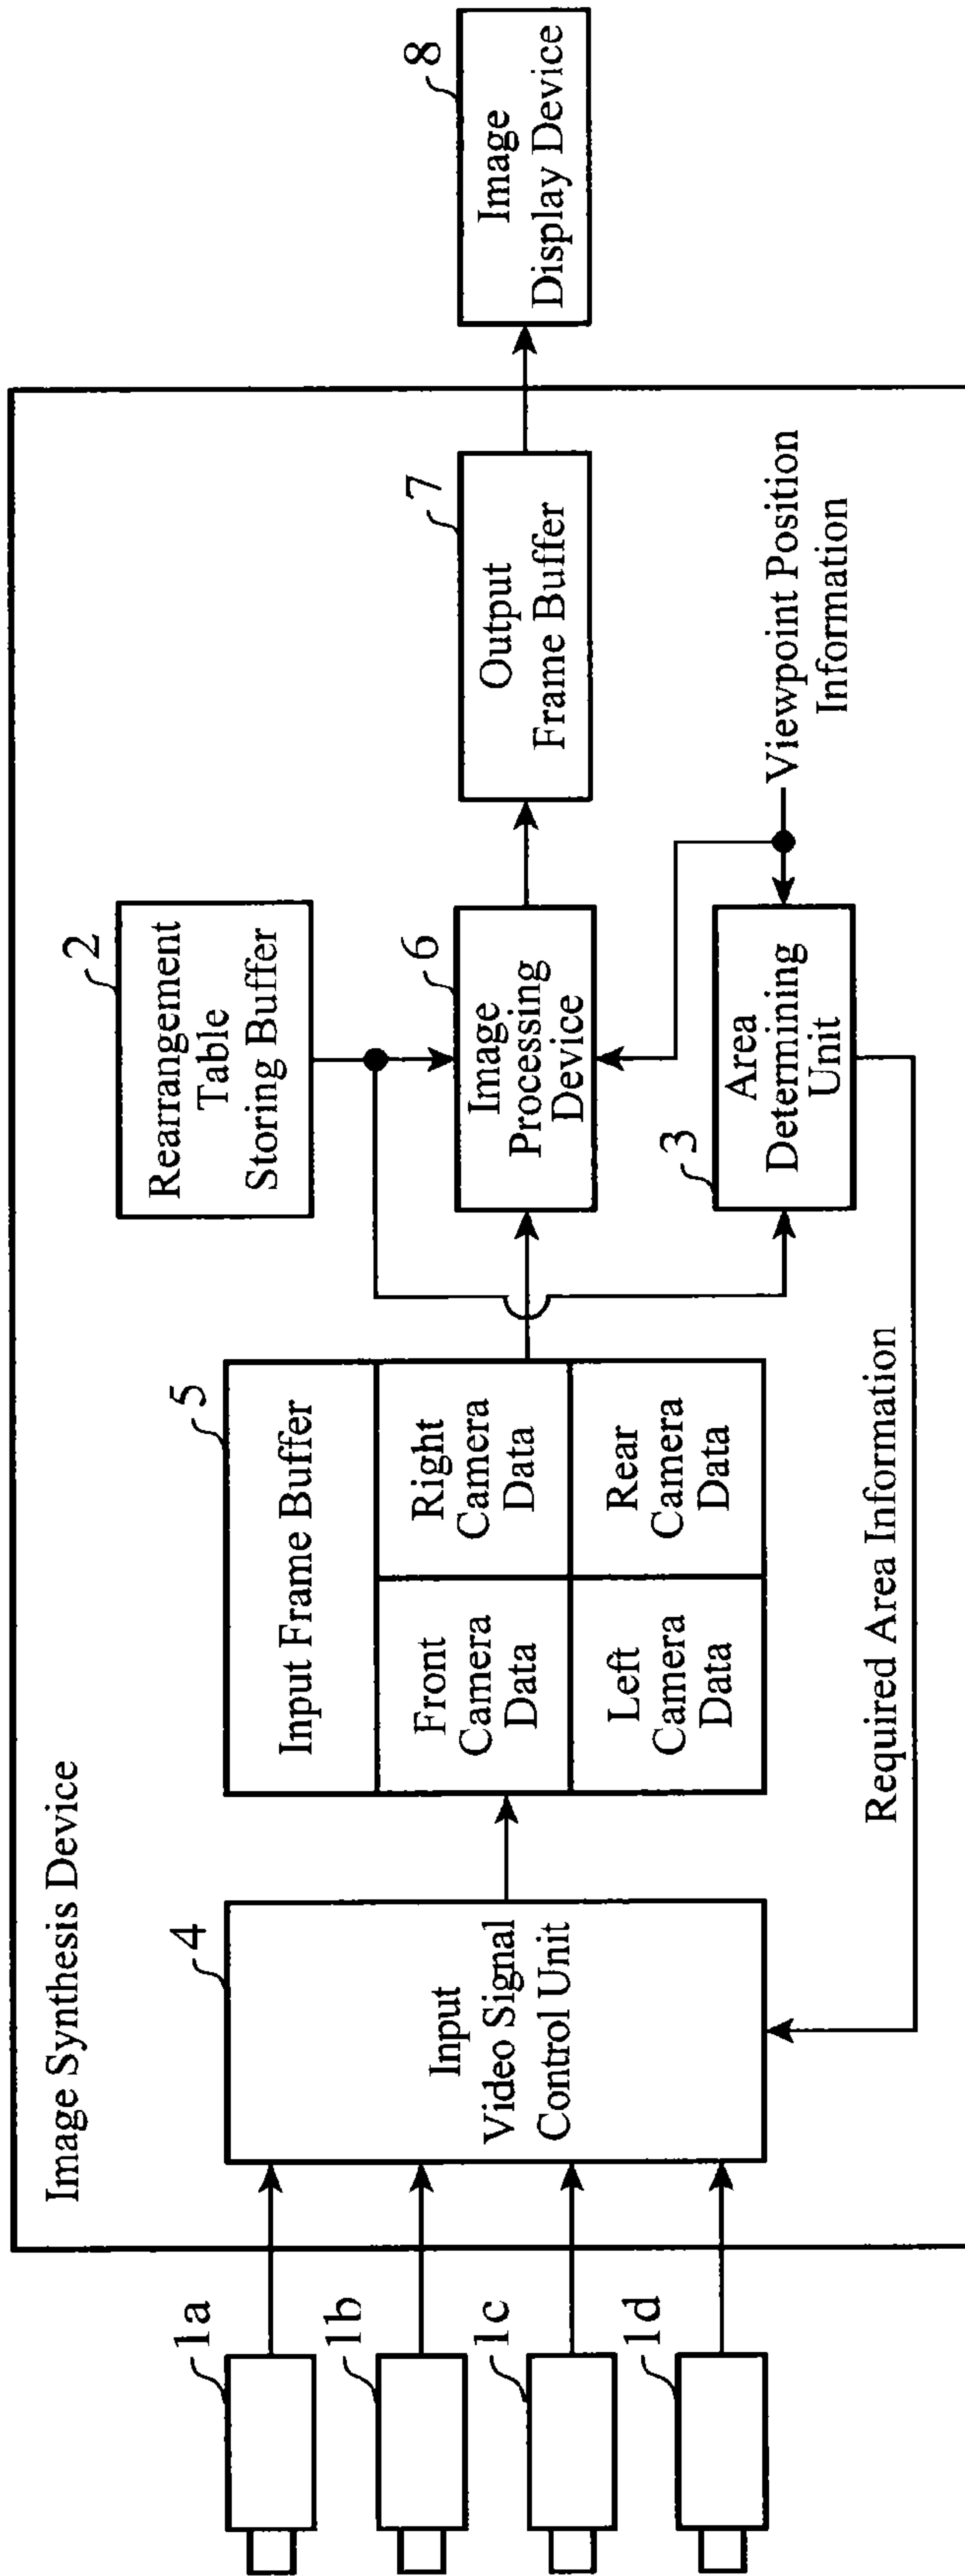 Image Synthesis Device
1a
1b
1c
1d
4
Input
Video Signal
Control Unit
5
Input Frame Buffer
Front
Camera
Data
Right
Camera
Data
Left
Camera
Data
Rear
Camera
Data
Required Area Information
2
Rearrangement
Table
Storing Buffer
6
Image
Processing
Device
3
Area
Determining
Unit
Viewpoint Position
Information
7
Output
Frame Buffer
8
Image
Display Device